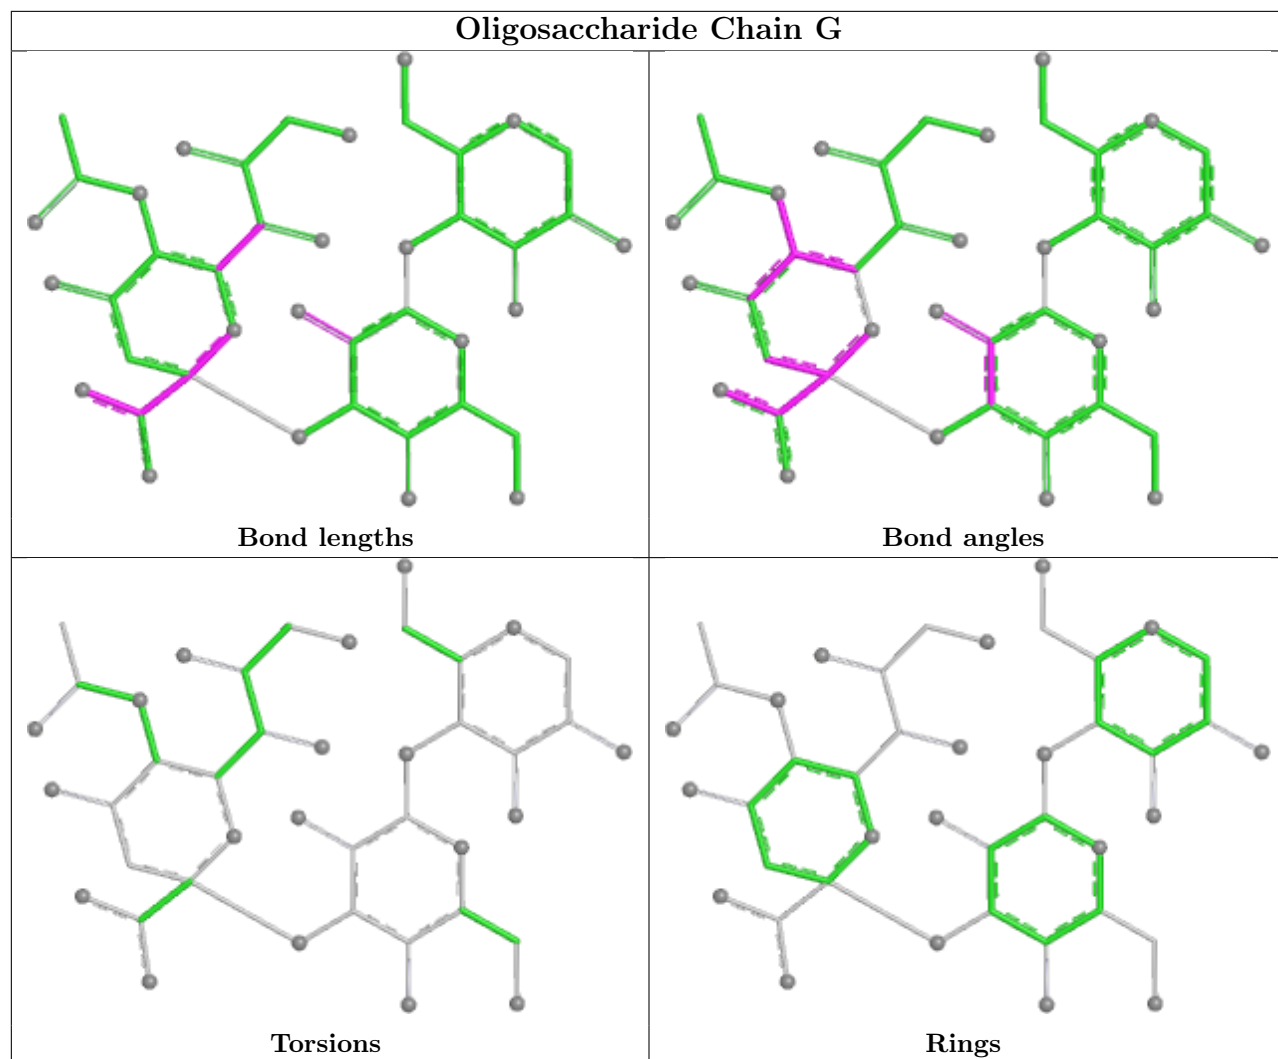 Oligosaccharide Chain G
Bond lengths
Bond angles
Torsions
Rings